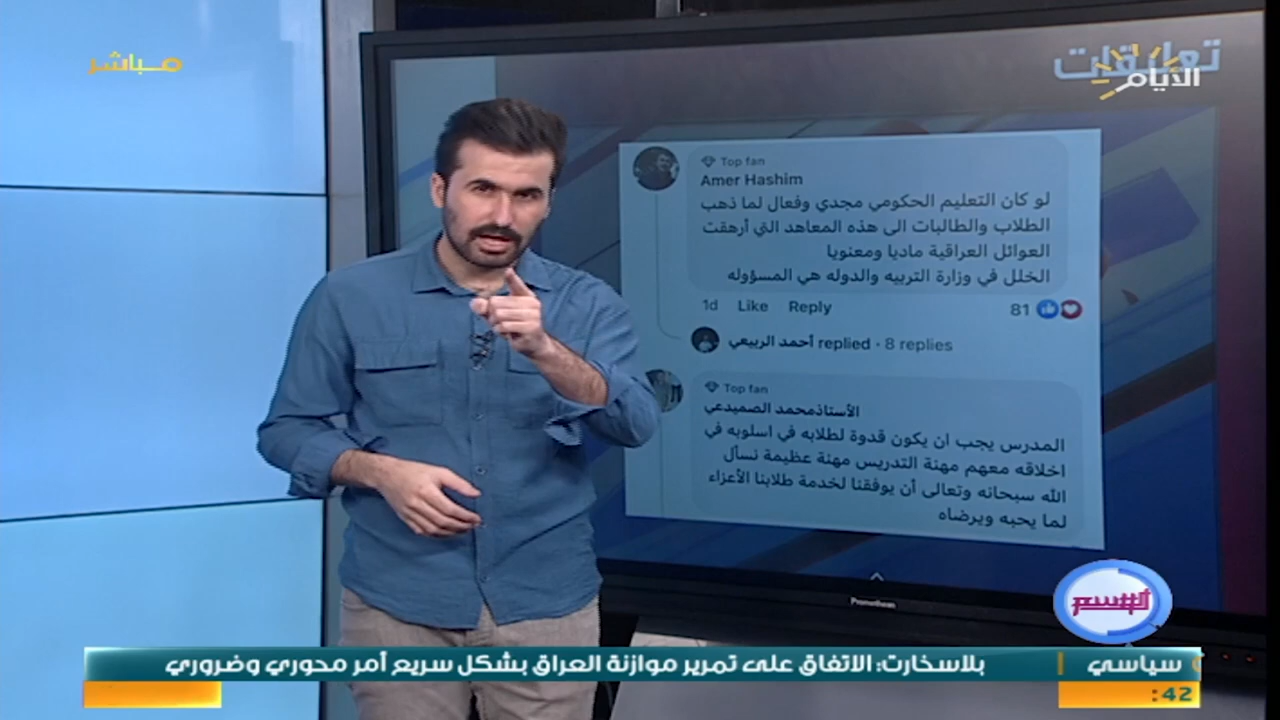 مباشر
تعليقات
الأيام
Top fan
Amer Hashim
لو كان التعليم الحكومي مجدي وفعال لما ذهب
الطلاب والطالبات الى هذه المعاهد التي أرهقت
العوائل العراقية ماديا ومعنويا
الخلل في وزارة التربيه والدوله هي المسؤوله
1d Like Reply 81
أحمد الربيعي replied · 8 replies
Top fan
الأستاذمحمد الصميدعي
المدرس يجب ان يكون قدوة لطلابه في اسلوبه في
اخلاقه معهم مهنة التدريس مهنة عظيمة نسأل
الله سبحانه وتعالى أن يوفقنا لخدمة طلابنا الأعزاء
لما يحبه ويرضاه
Promethean
سياسي | بلاسخارت: الاتفاق على تمرير موازنة العراق بشكل سريع أمر محوري وضروري
:42